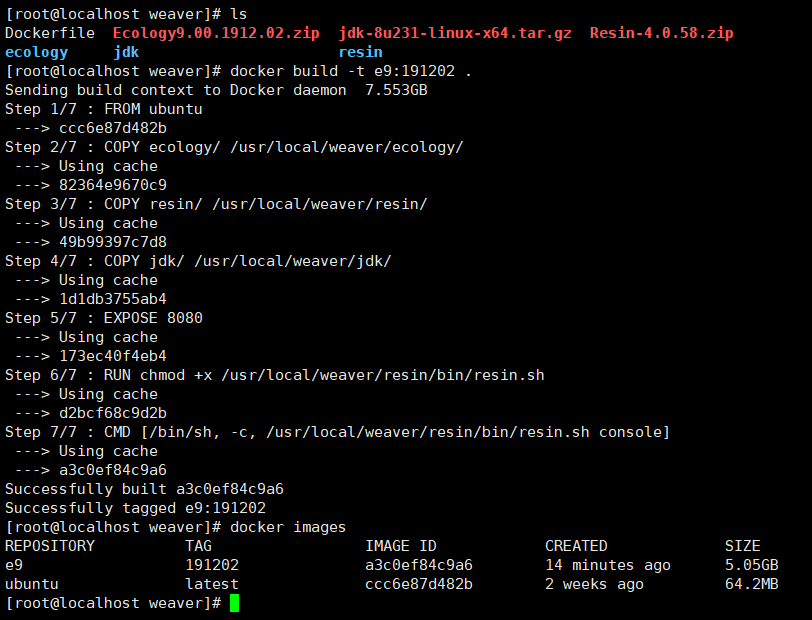 [root@localhost weaver]# ls
Dockerfile  Ecology9.00.1912.02.zip  jdk-8u231-linux-x64.tar.gz  Resin-4.0.58.zip
ecology     jdk                      resin
[root@localhost weaver]# docker build -t e9:191202 .
Sending build context to Docker daemon  7.553GB
Step 1/7 : FROM ubuntu
 ---> ccc6e87d482b
Step 2/7 : COPY ecology/ /usr/local/weaver/ecology/
 ---> Using cache
 ---> 82364e9670c9
Step 3/7 : COPY resin/ /usr/local/weaver/resin/
 ---> Using cache
 ---> 49b99397c7d8
Step 4/7 : COPY jdk/ /usr/local/weaver/jdk/
 ---> Using cache
 ---> 1d1db3755ab4
Step 5/7 : EXPOSE 8080
 ---> Using cache
 ---> 173ec40f4eb4
Step 6/7 : RUN chmod +x /usr/local/weaver/resin/bin/resin.sh
 ---> Using cache
 ---> d2bcf68c9d2b
Step 7/7 : CMD [/bin/sh, -c, /usr/local/weaver/resin/bin/resin.sh console]
 ---> Using cache
 ---> a3c0ef84c9a6
Successfully built a3c0ef84c9a6
Successfully tagged e9:191202
[root@localhost weaver]# docker images
REPOSITORY          TAG                 IMAGE ID            CREATED             SIZE
e9                  191202              a3c0ef84c9a6        14 minutes ago      5.05GB
ubuntu              latest              ccc6e87d482b        2 weeks ago         64.2MB
[root@localhost weaver]#